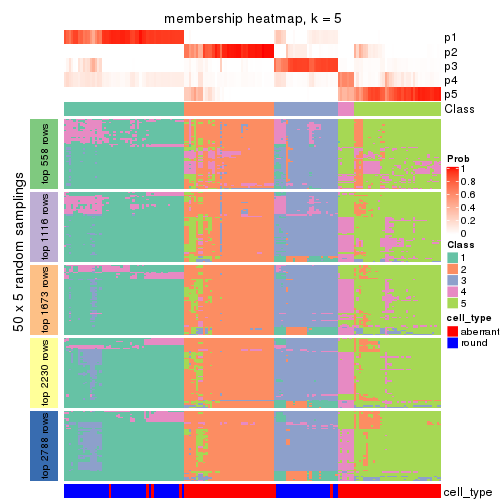 membership heatmap, k = 5
p1
p2
p3
p4
p5
Class
50 x 5 random samplings
top 558 rows
top 1116 rows
top 1673 rows
top 2230 rows
top 2788 rows
cell_type
Prob
1
0.8
0.6
0.4
0.2
0
Class
1
2
3
4
5
cell_type
aberrant
round